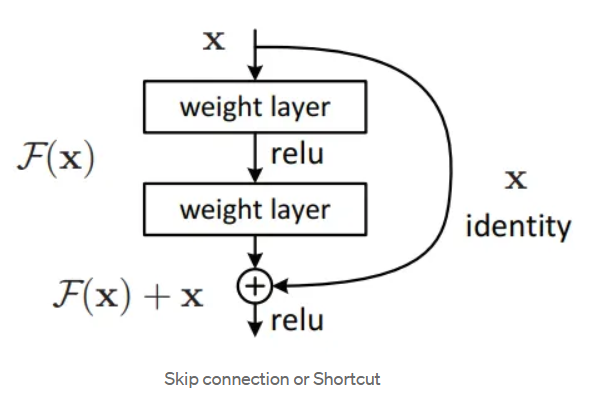 x
weight layer
F(x)
relu
x
weight layer
identity
F(x) + x
+
relu
Skip connection or Shortcut